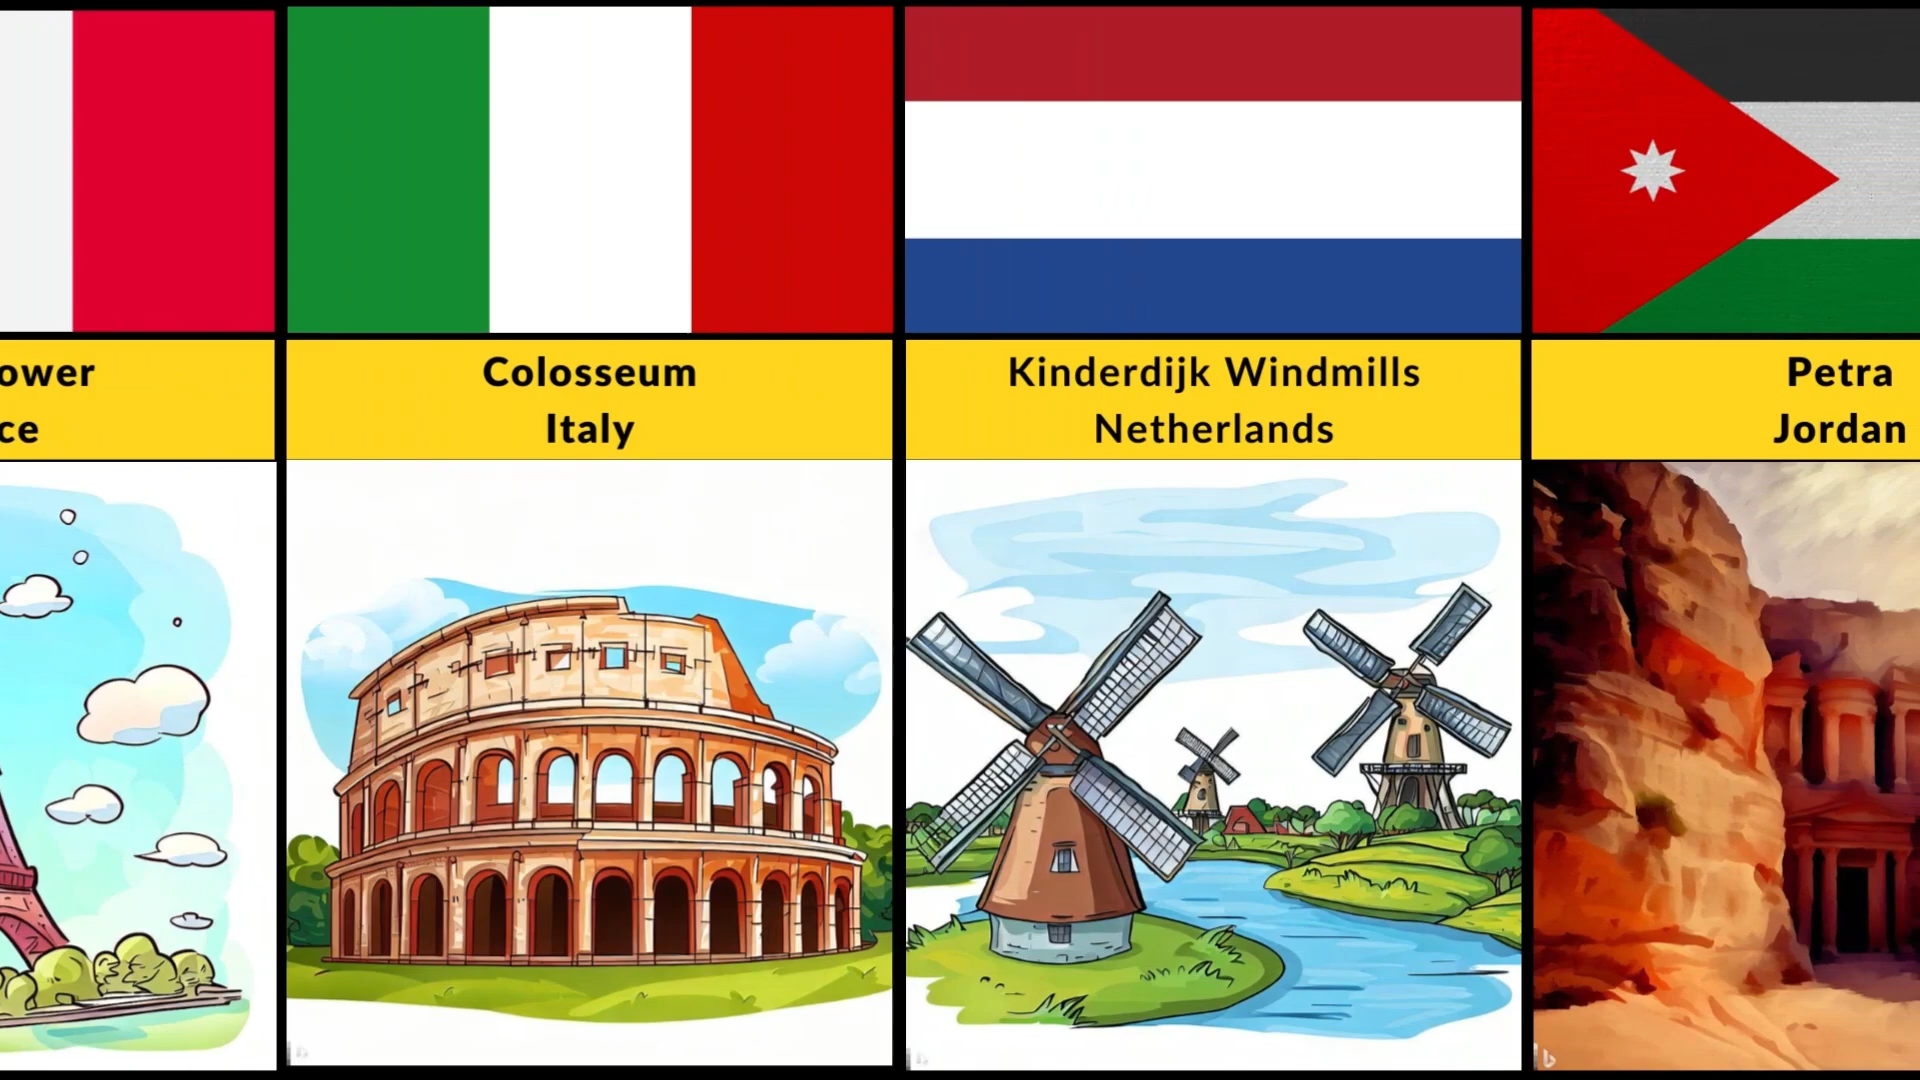 ower
ce
Colosseum
Italy
Kinderdijk Windmills
Netherlands
Petra
Jordan